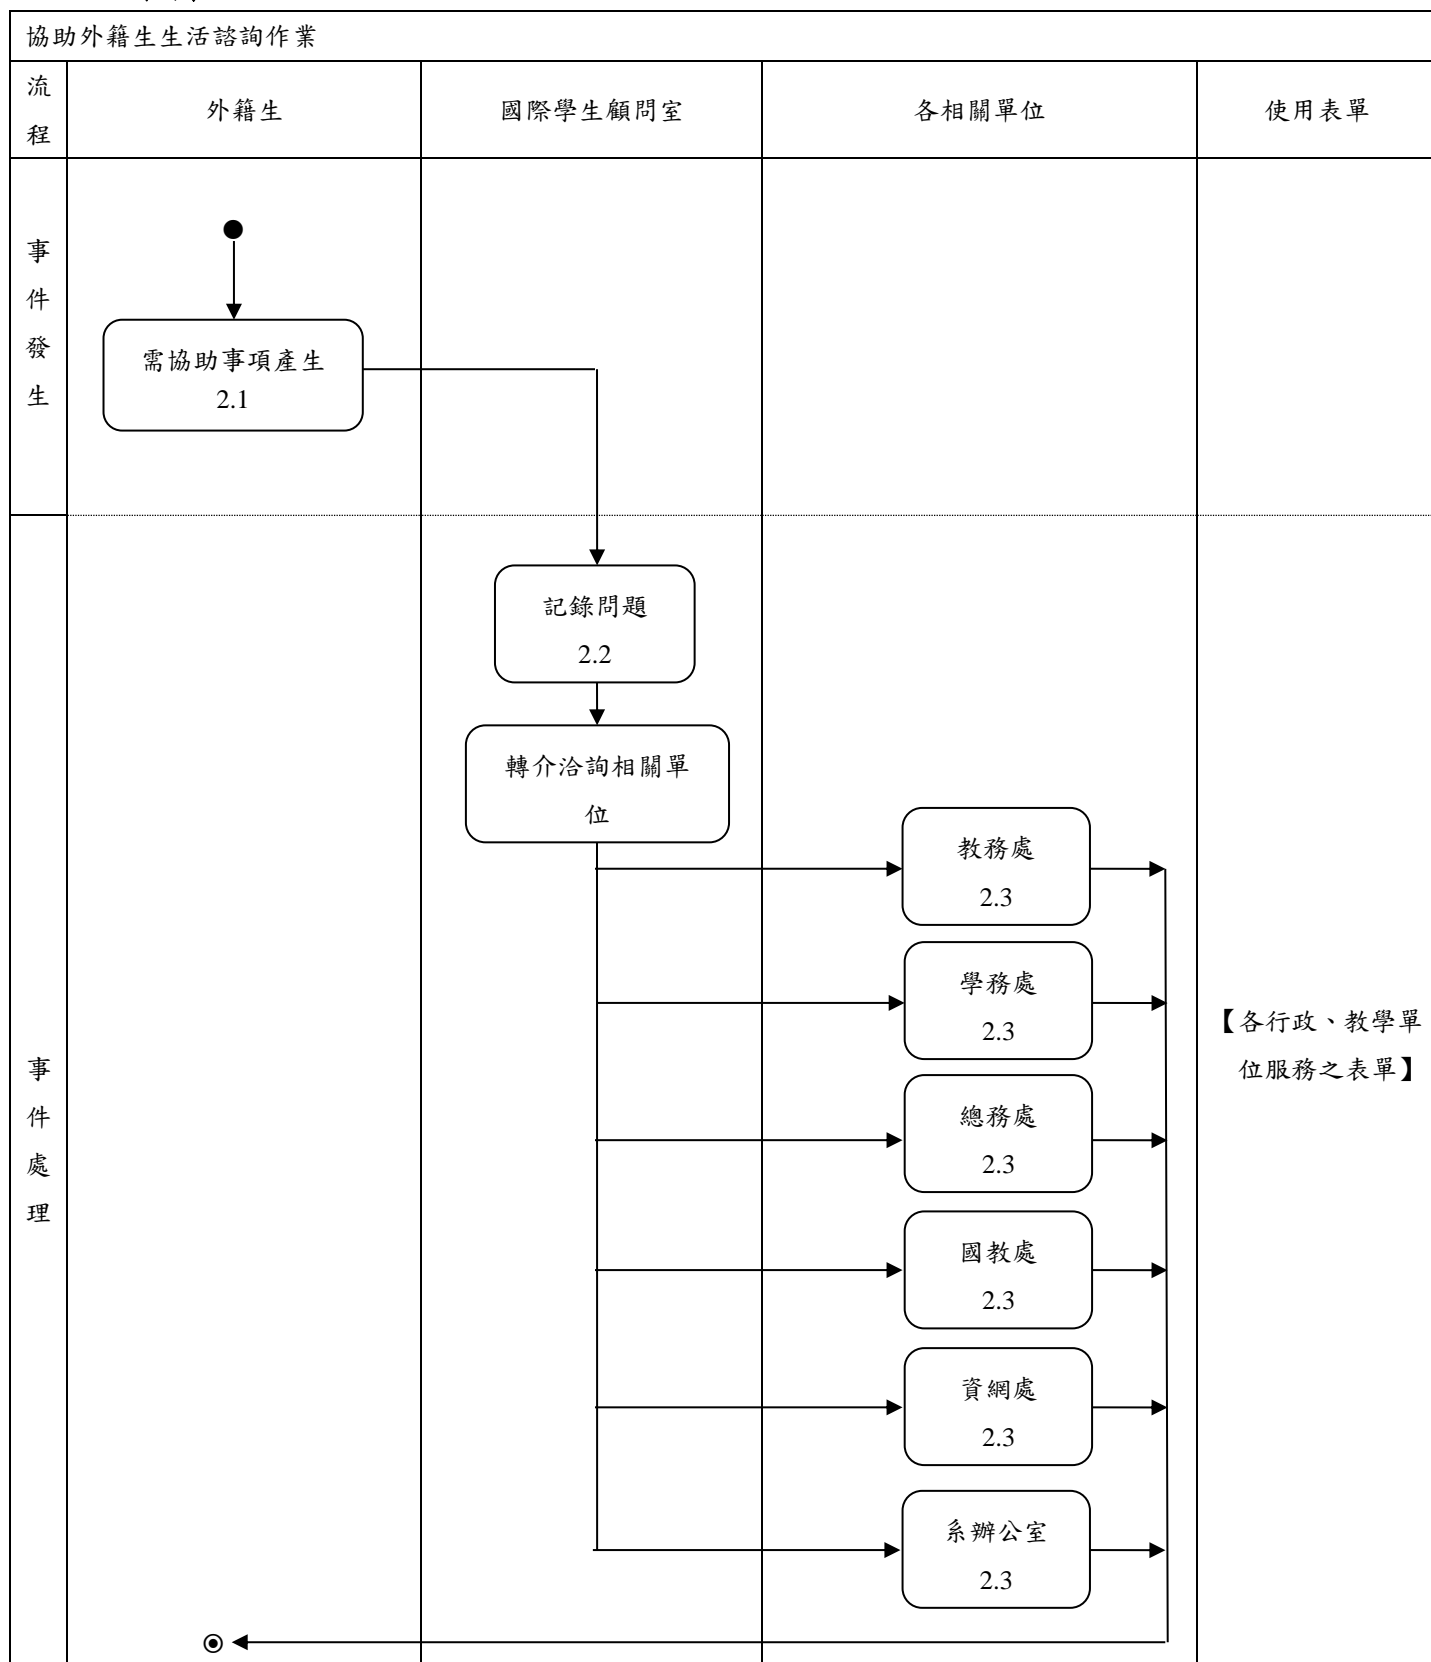 協助外籍生生活諮詢作業
流
程
外籍生
國際學生顧問室
各相關單位
使用表單
事
件
發
生
需協助事項產生
2.1
事
件
處
理
記錄問題
2.2
轉介洽詢相關單
位
教務處
2.3
學務處
2.3
總務處
2.3
國教處
2.3
資網處
2.3
系辦公室
2.3
【各行政、教學單
位服務之表單】